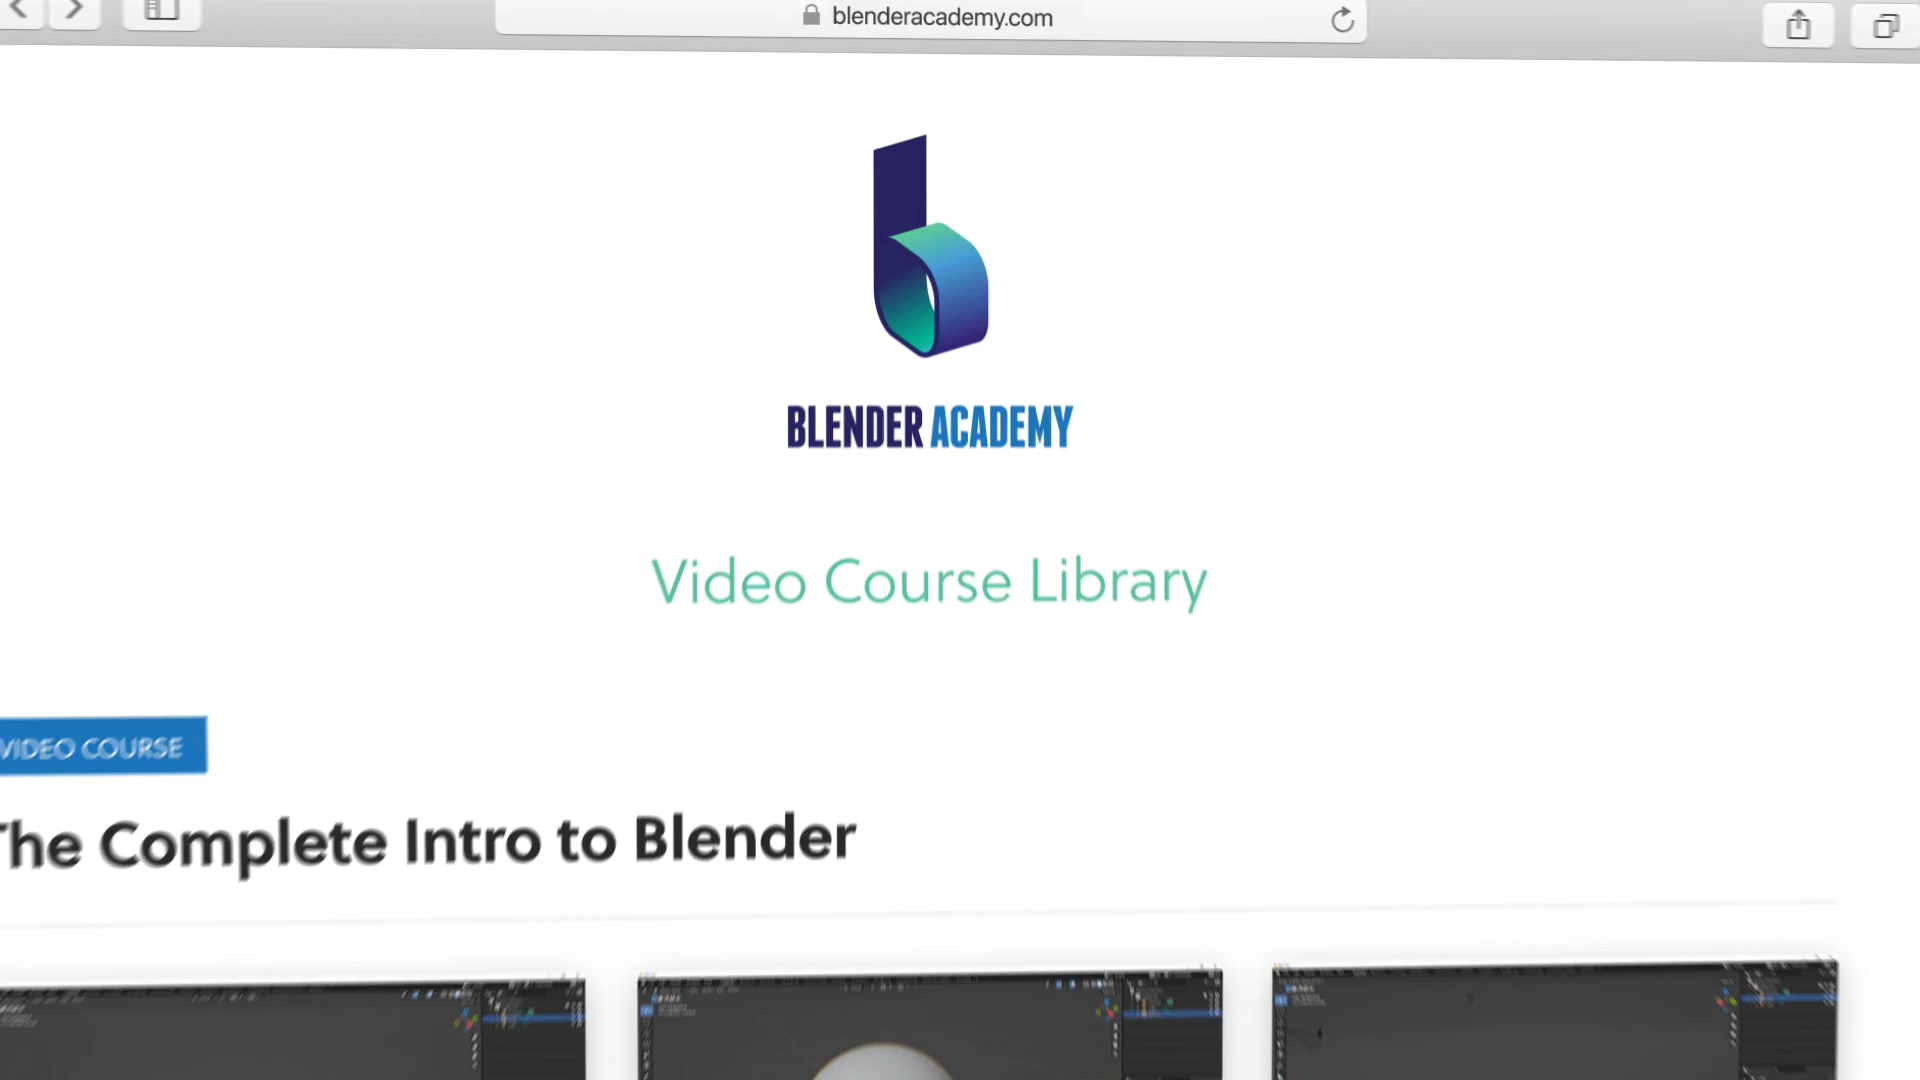 blenderacademy.com
BLENDER ACADEMY
Video Course Library
VIDEO COURSE
The Complete Intro to Blender